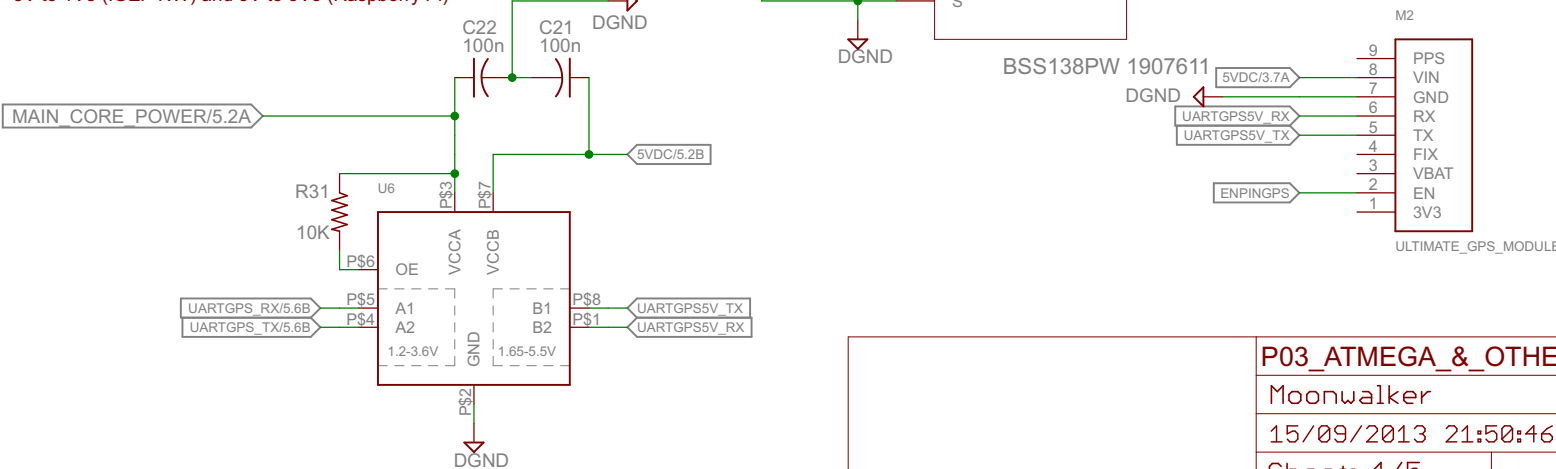 C22
100n
C21
100n
DGND
S
DGND
MAIN_CORE_POWER/5.2A
5VDC/5.2B
R31
10K
U6
P$3
P$7
VCCA
VCCB
P$6
OE
UARTGPS_RX/5.6B
P$5
A1
B1
P$8
UARTGPS5V_TX
UARTGPS_TX/5.6B
P$4
A2
B2
P$1
UARTGPS5V_RX
1.2-3.6V
GND
1.65-5.5V
P$2
DGND
BSS138PW 1907611
M2
9
PPS
5VDC/3.7A
8
VIN
DGND
7
GND
UARTGPS5V_RX
6
RX
UARTGPS5V_TX
5
TX
4
FIX
3
VBAT
ENPINGPS
2
EN
1
3V3
ULTIMATE_GPS_MODULE
P03_ATMEGA_&_OTHE
Moonwalker
15/09/2013 21:50:46